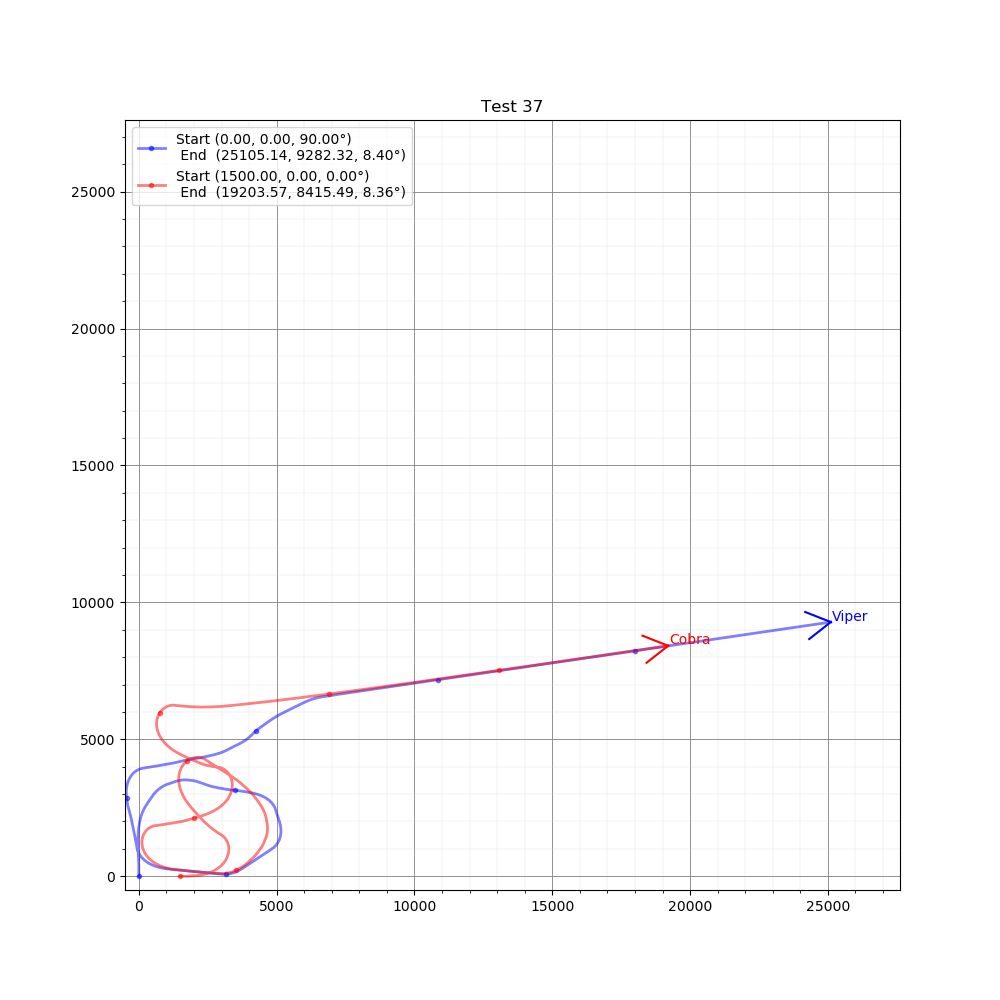 Test 37
Start (0.00, 0.00, 90.00°)
End  (25105.14, 9282.32, 8.40°)
Start (1500.00, 0.00, 0.00°)
End  (19203.57, 8415.49, 8.36°)
25000
20000
15000
10000
5000
0
Viper
Cobra
0
5000
10000
15000
20000
25000